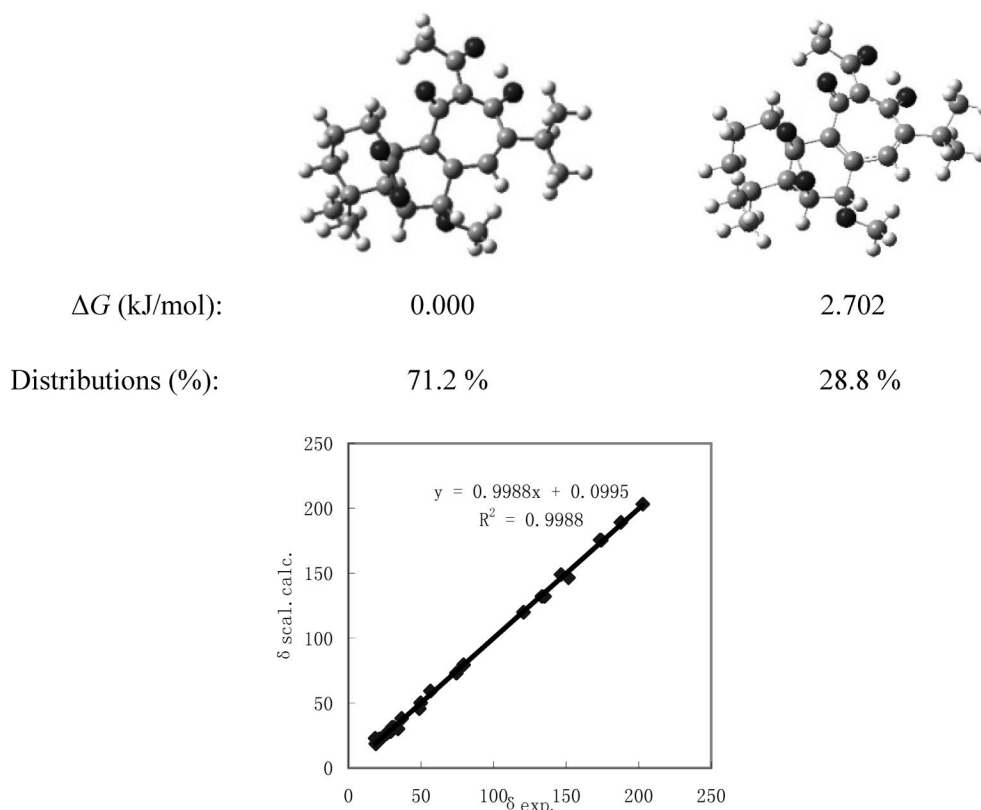 ΔG (kJ/mol): 0.000 2.702
Distributions (%): 71.2 % 28.8 %
250
y = 0.9988x + 0.0995
R² = 0.9988
200
150
100
50
0
δ scal. calc.
0 50 100 150 200 250
δ exp.